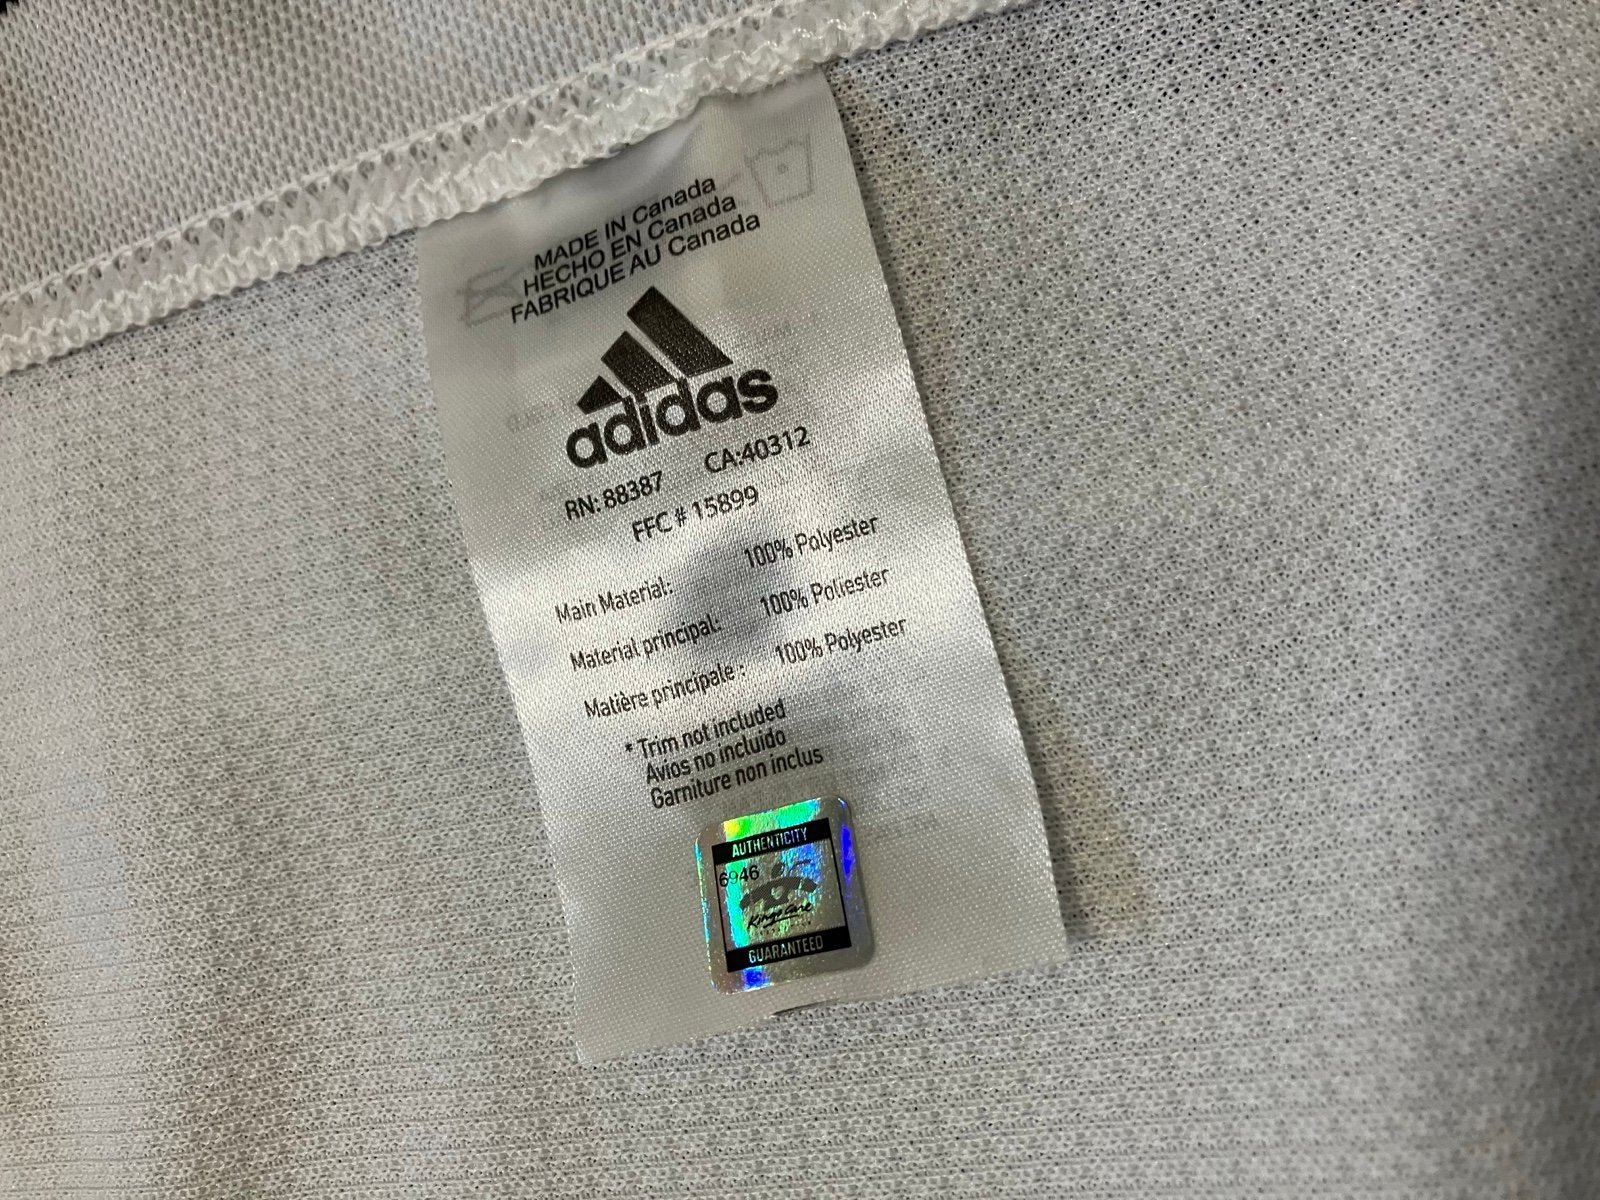 MADE IN Canada
HECHO EN Canada
FABRIQUE AU Canada
adidas
RN: 88387 CA:40312
FFC # 15899
Main Material: 100% Polyester
Material principal: 100% Poliester
Matière principale : 100% Polyester
* Trim not included
Avios no incluido
Garniture non inclus
AUTHENTICITY
6946
Kings Care
GUARANTEED